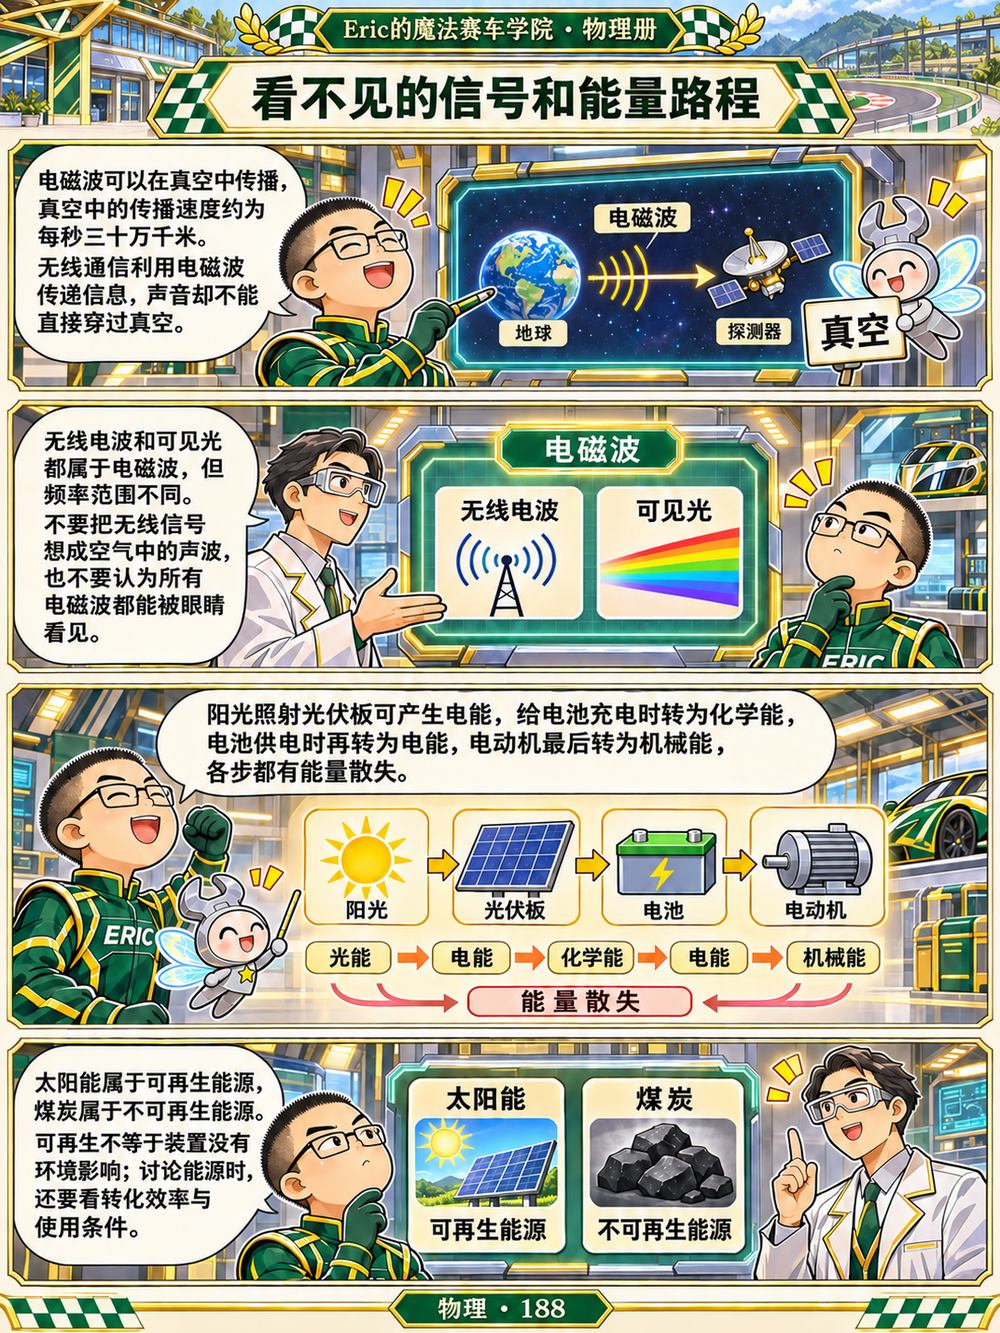 Eric的魔法赛车学院·物理册
看不见的信号和能量路程
电磁波可以在真空中传播，
真空中的传播速度约为
每秒三十万千米。
无线通信利用电磁波
传递信息，声音却不能
直接穿过真空。
电磁波
地球
探测器
真空
无线电波和可见光
都属于电磁波，但
频率范围不同。
不要把无线信号
想成空气中的声波，
也不要认为所有
电磁波都能被眼睛
看见。
电磁波
无线电波
可见光
ERIC
阳光照射光伏板可产生电能，给电池充电时转为化学能，
电池供电时再转为电能，电动机最后转为机械能，
各步都有能量散失。
ERIC
阳光
光伏板
电池
电动机
光能
电能
化学能
电能
机械能
能量散失
太阳能属于可再生能源，
煤炭属于不可再生能源。
可再生不等于装置没有
环境影响；讨论能源时，
还要看转化效率与
使用条件。
太阳能
可再生能源
煤炭
不可再生能源
物理·188